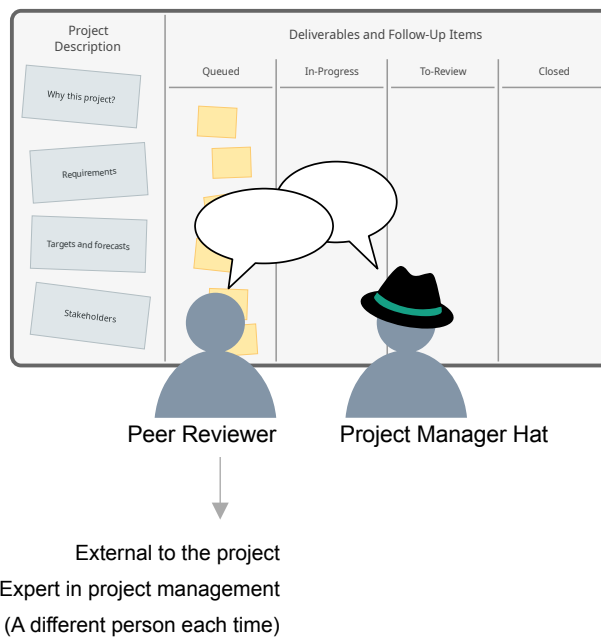 Project
Description
Deliverables and Follow-Up Items
Queued
In-Progress
To-Review
Closed
Why this project?
Requirements
Targets and forecasts
Stakeholders
Peer Reviewer
Project Manager Hat
External to the project
Expert in project management
(A different person each time)